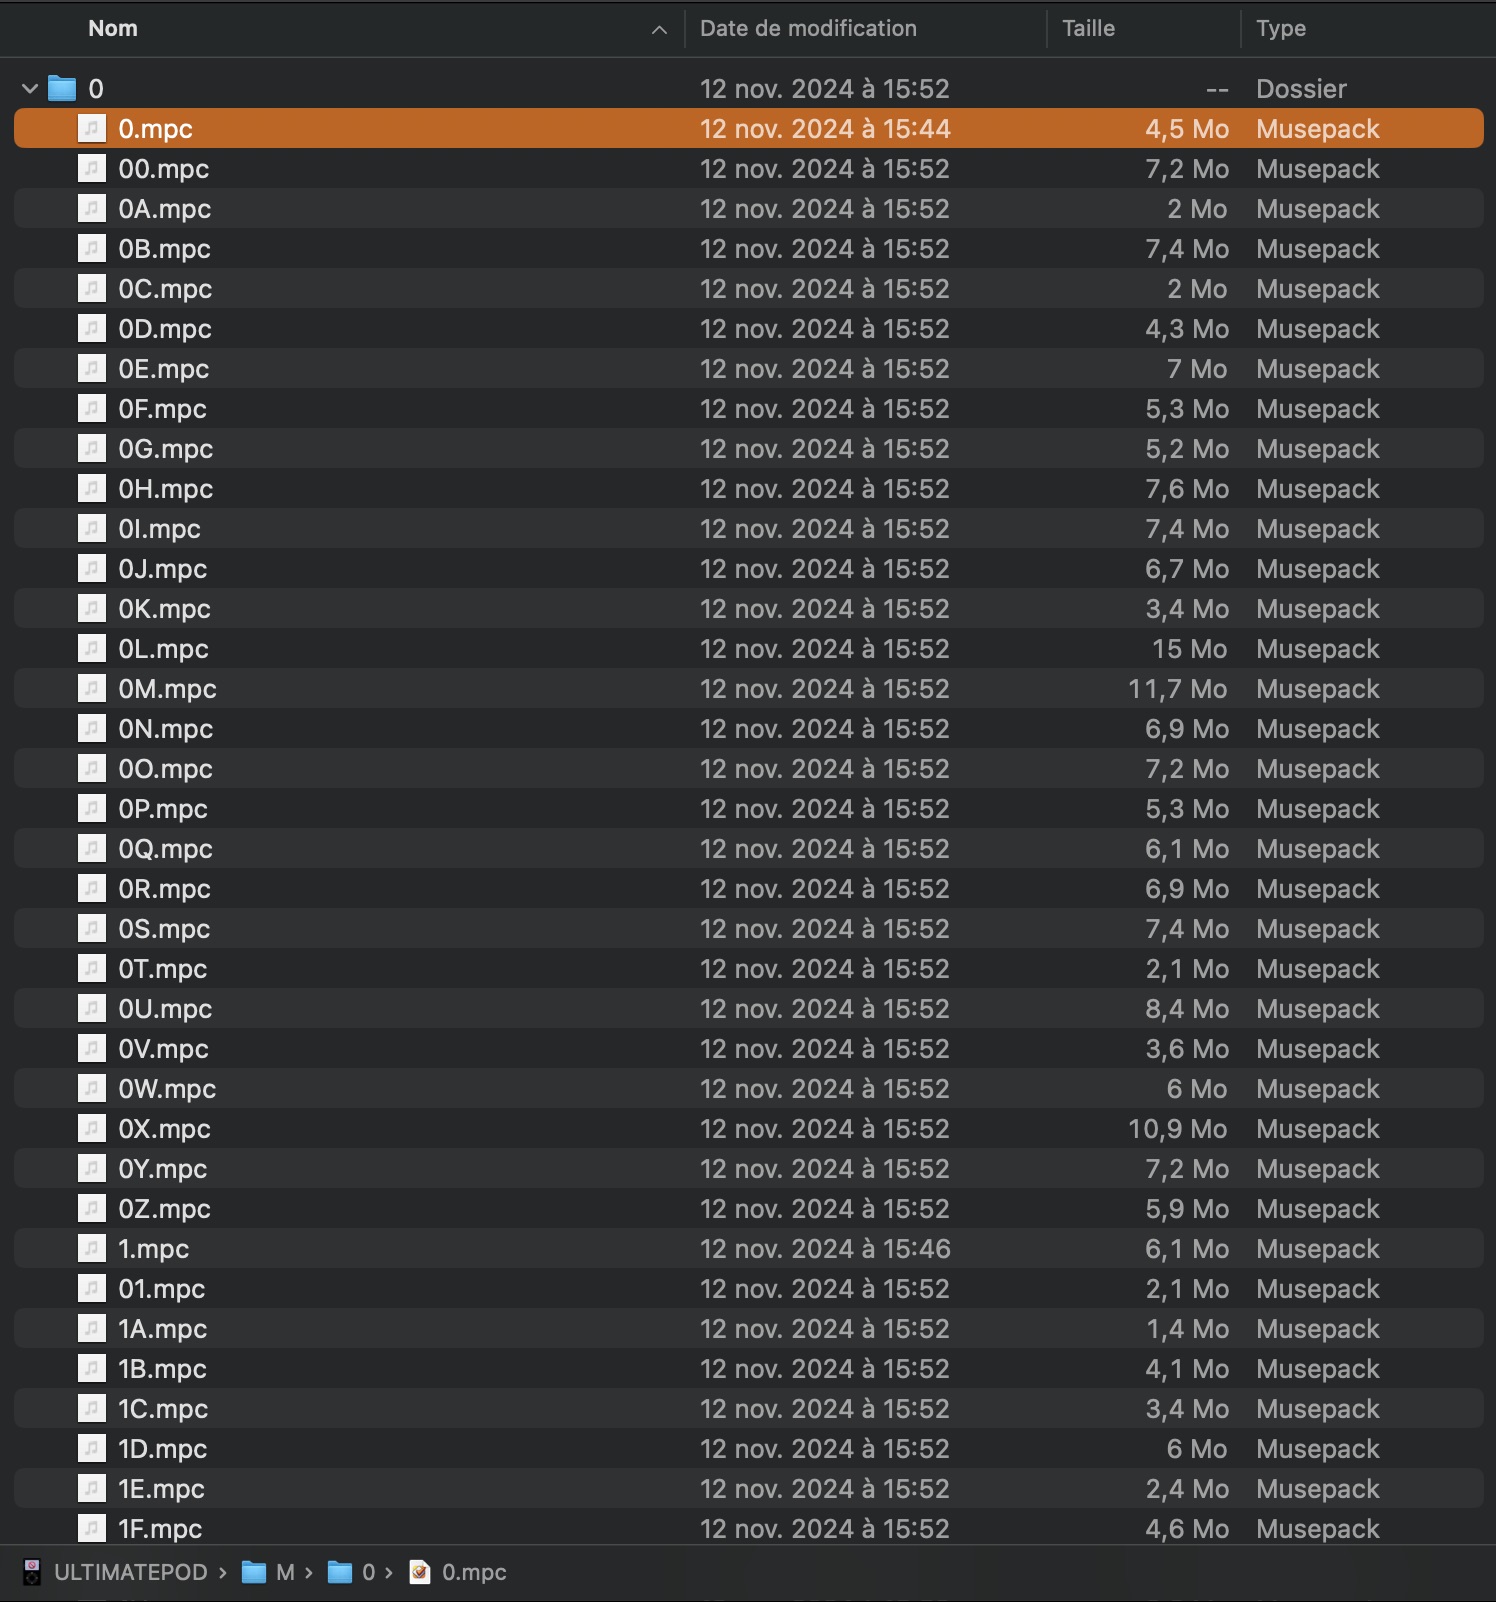 Nom Date de modification Taille Type
0 12 nov. 2024 à 15:52 -- Dossier
0.mpc 12 nov. 2024 à 15:44 4,5 Mo Musepack
00.mpc 12 nov. 2024 à 15:52 7,2 Mo Musepack
0A.mpc 12 nov. 2024 à 15:52 2 Mo Musepack
0B.mpc 12 nov. 2024 à 15:52 7,4 Mo Musepack
0C.mpc 12 nov. 2024 à 15:52 2 Mo Musepack
0D.mpc 12 nov. 2024 à 15:52 4,3 Mo Musepack
0E.mpc 12 nov. 2024 à 15:52 7 Mo Musepack
0F.mpc 12 nov. 2024 à 15:52 5,3 Mo Musepack
0G.mpc 12 nov. 2024 à 15:52 5,2 Mo Musepack
0H.mpc 12 nov. 2024 à 15:52 7,6 Mo Musepack
0I.mpc 12 nov. 2024 à 15:52 7,4 Mo Musepack
0J.mpc 12 nov. 2024 à 15:52 6,7 Mo Musepack
0K.mpc 12 nov. 2024 à 15:52 3,4 Mo Musepack
0L.mpc 12 nov. 2024 à 15:52 15 Mo Musepack
0M.mpc 12 nov. 2024 à 15:52 11,7 Mo Musepack
0N.mpc 12 nov. 2024 à 15:52 6,9 Mo Musepack
0O.mpc 12 nov. 2024 à 15:52 7,2 Mo Musepack
0P.mpc 12 nov. 2024 à 15:52 5,3 Mo Musepack
0Q.mpc 12 nov. 2024 à 15:52 6,1 Mo Musepack
0R.mpc 12 nov. 2024 à 15:52 6,9 Mo Musepack
0S.mpc 12 nov. 2024 à 15:52 7,4 Mo Musepack
0T.mpc 12 nov. 2024 à 15:52 2,1 Mo Musepack
0U.mpc 12 nov. 2024 à 15:52 8,4 Mo Musepack
0V.mpc 12 nov. 2024 à 15:52 3,6 Mo Musepack
0W.mpc 12 nov. 2024 à 15:52 6 Mo Musepack
0X.mpc 12 nov. 2024 à 15:52 10,9 Mo Musepack
0Y.mpc 12 nov. 2024 à 15:52 7,2 Mo Musepack
0Z.mpc 12 nov. 2024 à 15:52 5,9 Mo Musepack
1.mpc 12 nov. 2024 à 15:46 6,1 Mo Musepack
01.mpc 12 nov. 2024 à 15:52 2,1 Mo Musepack
1A.mpc 12 nov. 2024 à 15:52 1,4 Mo Musepack
1B.mpc 12 nov. 2024 à 15:52 4,1 Mo Musepack
1C.mpc 12 nov. 2024 à 15:52 3,4 Mo Musepack
1D.mpc 12 nov. 2024 à 15:52 6 Mo Musepack
1E.mpc 12 nov. 2024 à 15:52 2,4 Mo Musepack
1F.mpc 12 nov. 2024 à 15:52 4,6 Mo Musepack
ULTIMATEPOD › M › 0 › 0.mpc